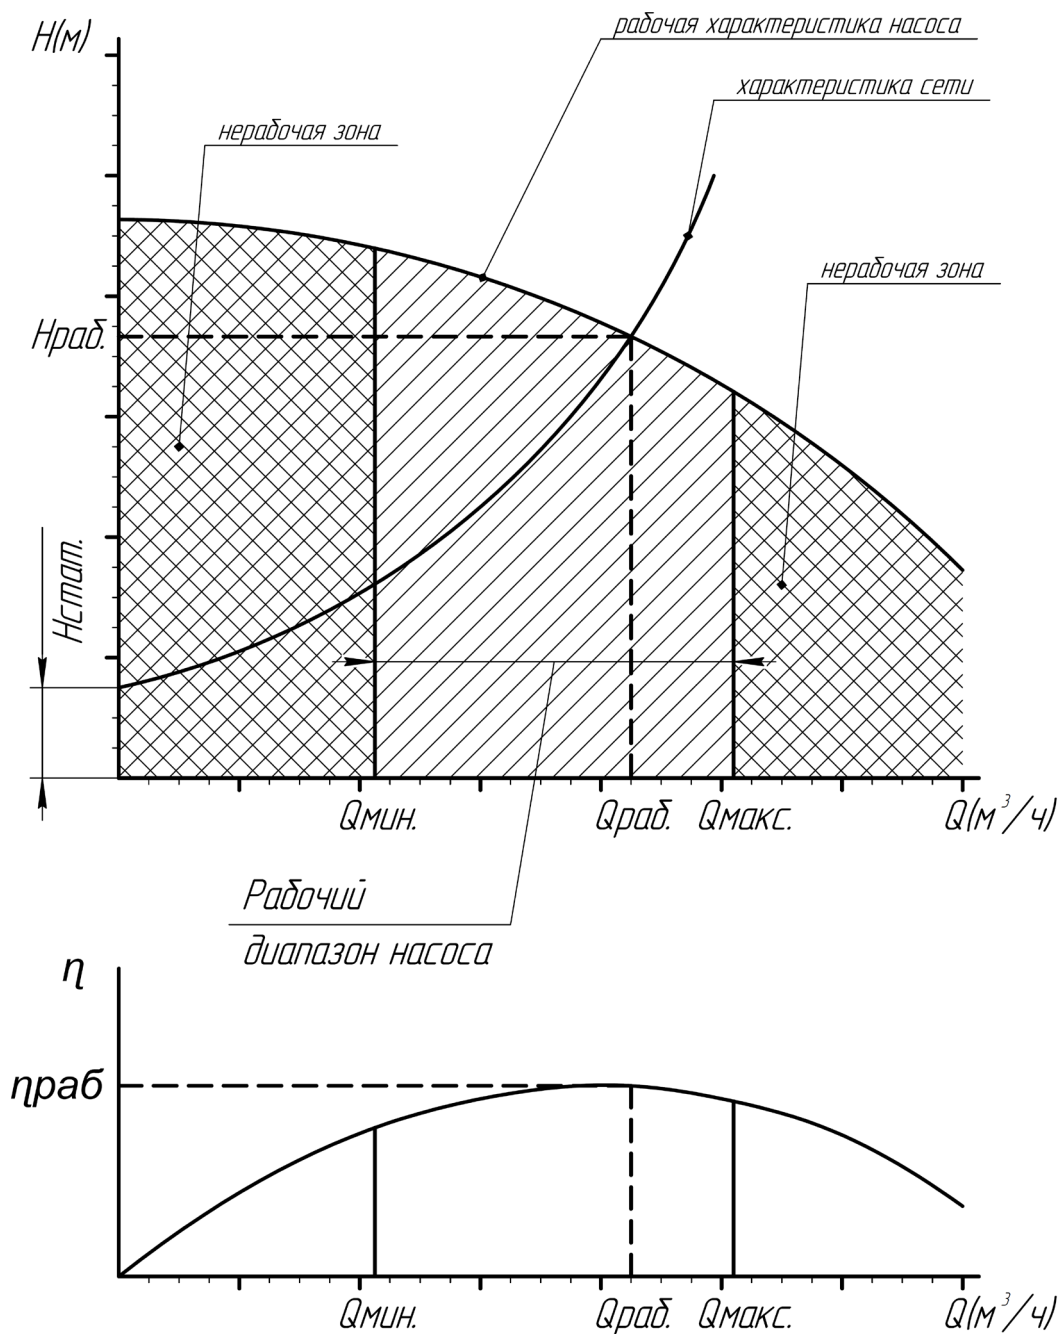 H(м)
рабочая характеристика насоса
характеристика сети
нерабочая зона
нерабочая зона
Hраб.
Hстат.
Qмин.
Qраб.
Qмакс.
Q(м³/ч)
Рабочий
диапазон насоса
η
ηраб
Qмин.
Qраб.
Qмакс.
Q(м³/ч)